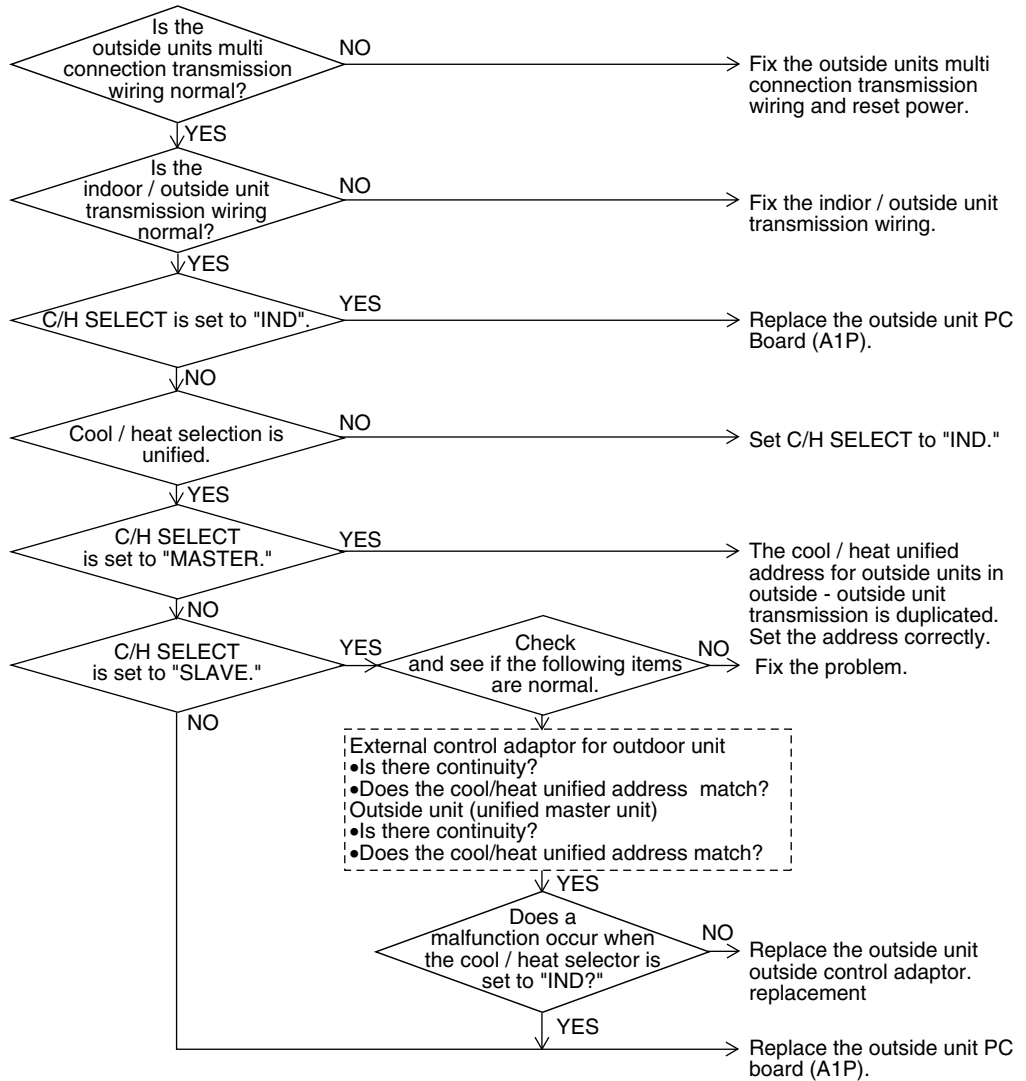 Is the
outside units multi
connection transmission
wiring normal?
NO
Fix the outside units multi
connection transmission
wiring and reset power.
YES
Is the
indoor / outside unit
transmission wiring
normal?
NO
Fix the indior / outside unit
transmission wiring.
YES
C/H SELECT is set to "IND".
YES
Replace the outside unit PC
Board (A1P).
NO
Cool / heat selection is
unified.
NO
Set C/H SELECT to "IND."
YES
C/H SELECT
is set to "MASTER."
YES
The cool / heat unified
address for outside units in
outside - outside unit
transmission is duplicated.
Set the address correctly.
NO
C/H SELECT
is set to "SLAVE."
YES
Check
and see if the following items
are normal.
NO
Fix the problem.
NO
External control adaptor for outdoor unit
•Is there continuity?
•Does the cool/heat unified address match?
Outside unit (unified master unit)
•Is there continuity?
•Does the cool/heat unified address match?
YES
Does a
malfunction occur when
the cool / heat selector is
set to "IND?"
NO
Replace the outside unit
outside control adaptor.
replacement
YES
Replace the outside unit PC
board (A1P).